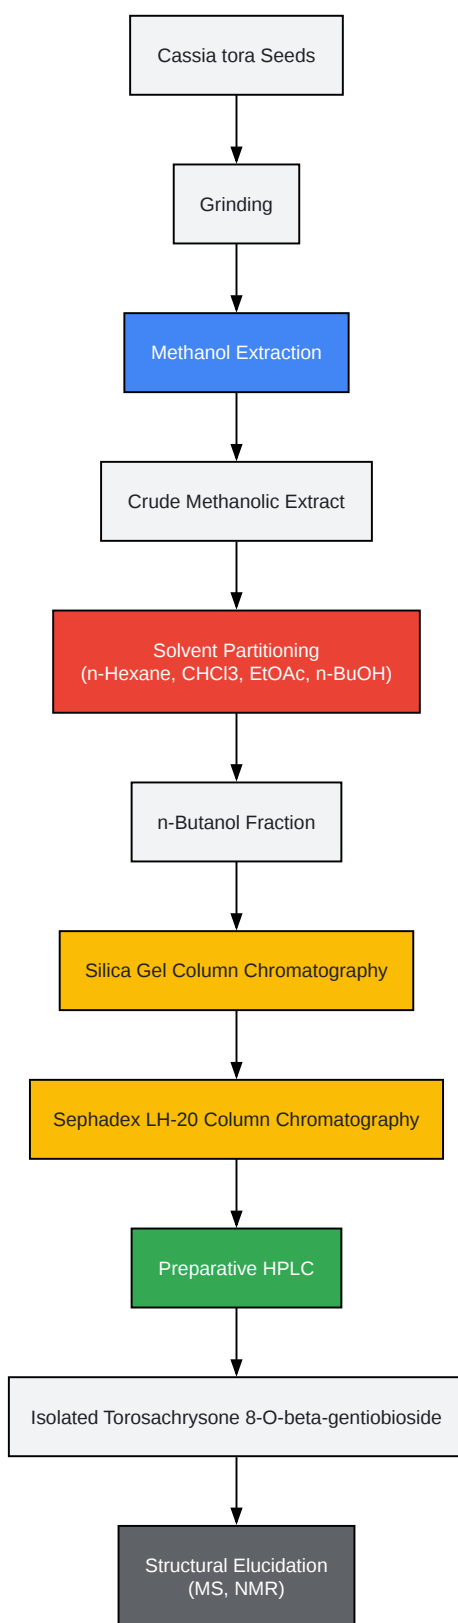 Cassia tora Seeds
Grinding
Methanol Extraction
Crude Methanolic Extract
Solvent Partitioning
(n-Hexane, CHCl3, EtOAc, n-BuOH)
n-Butanol Fraction
Silica Gel Column Chromatography
Sephadex LH-20 Column Chromatography
Preparative HPLC
Isolated Torosachrysone 8-O-beta-gentiobioside
Structural Elucidation
(MS, NMR)